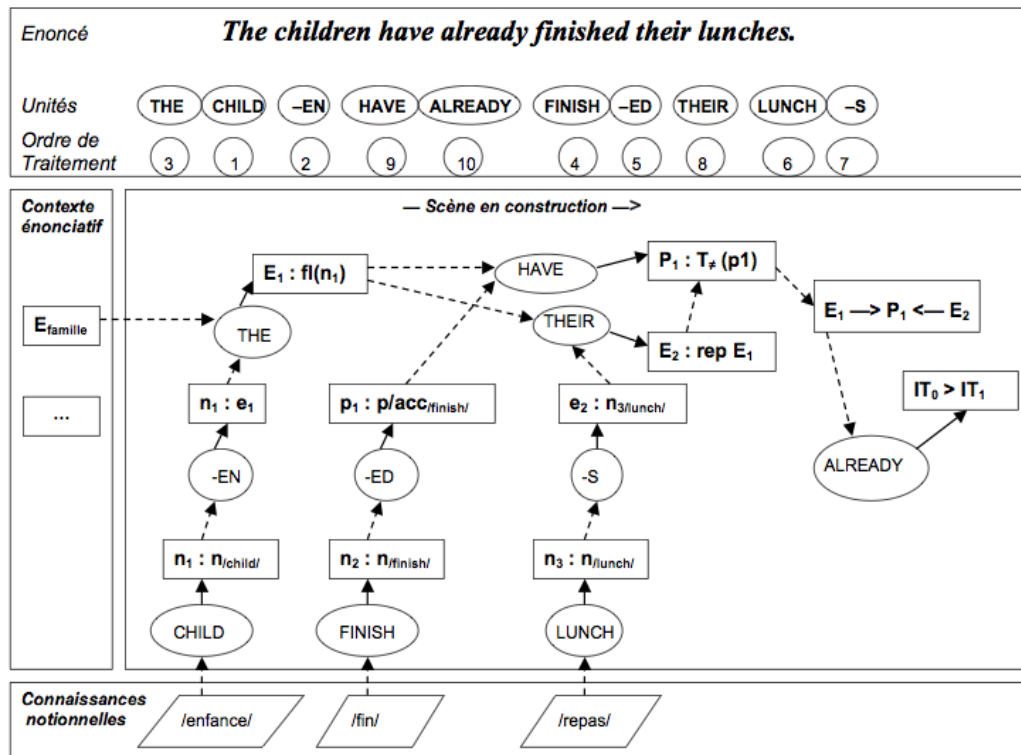 Enoncé The children have already finished their lunches.
Unités THE CHILD –EN HAVE ALREADY FINISH –ED THEIR LUNCH –S
Ordre de
Traitement 3 1 2 9 10 4 5 8 6 7
Contexte
énonciatif
— Scène en construction —>
E₁ : fl(n₁)
HAVE
P₁ : T≠ (p1)
E famille
THE
THEIR
E₁ —> P₁ <— E₂
E₂ : rep E₁
...
n₁ : e₁
p₁ : p/acc/finish/
e₂ : n₃/lunch/
IT₀ > IT₁
-EN
-ED
-S
ALREADY
n₁ : n/child/
n₂ : n/finish/
n₃ : n/lunch/
CHILD
FINISH
LUNCH
Connaissances
notionnelles
/enfance/
/fin/
/repas/